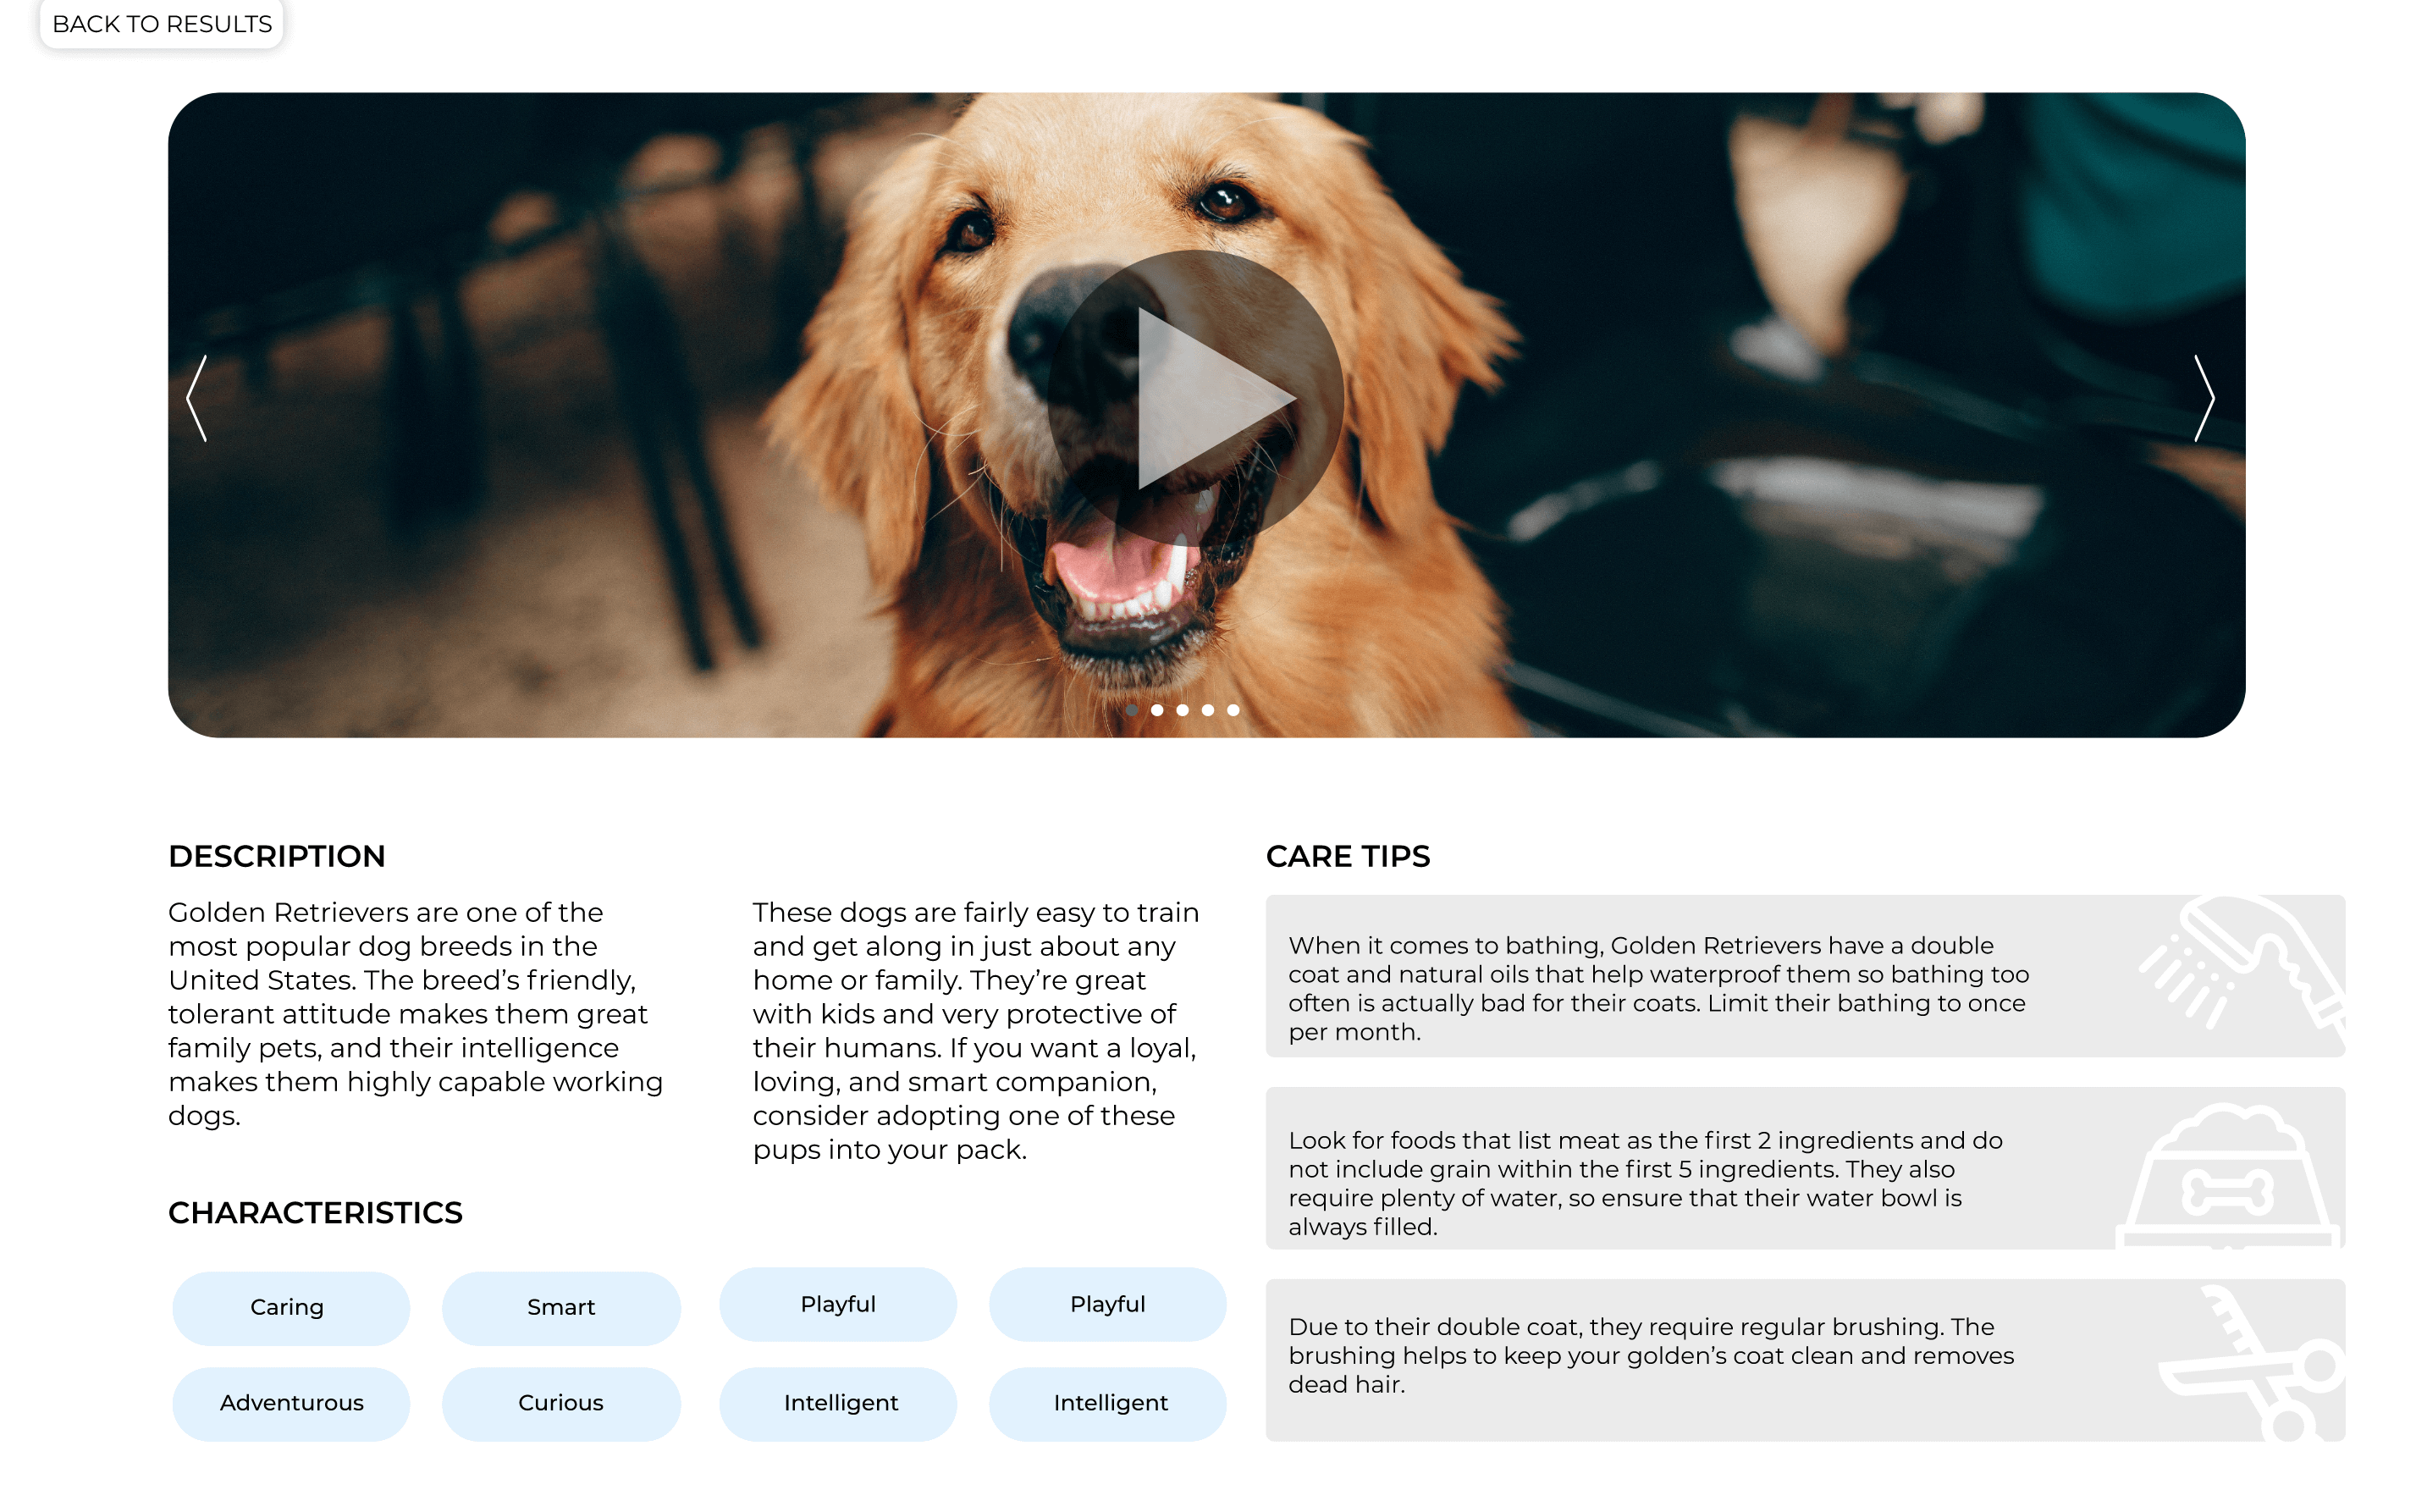 BACK TO RESULTS
DESCRIPTION
Golden Retrievers are one of the
most popular dog breeds in the
United States. The breed’s friendly,
tolerant attitude makes them great
family pets, and their intelligence
makes them highly capable working
dogs.
These dogs are fairly easy to train
and get along in just about any
home or family. They’re great
with kids and very protective of
their humans. If you want a loyal,
loving, and smart companion,
consider adopting one of these
pups into your pack.
CHARACTERISTICS
Caring
Smart
Playful
Playful
Adventurous
Curious
Intelligent
Intelligent
CARE TIPS
When it comes to bathing, Golden Retrievers have a double
coat and natural oils that help waterproof them so bathing too
often is actually bad for their coats. Limit their bathing to once
per month.
Look for foods that list meat as the first 2 ingredients and do
not include grain within the first 5 ingredients. They also
require plenty of water, so ensure that their water bowl is
always filled.
Due to their double coat, they require regular brushing. The
brushing helps to keep your golden’s coat clean and removes
dead hair.